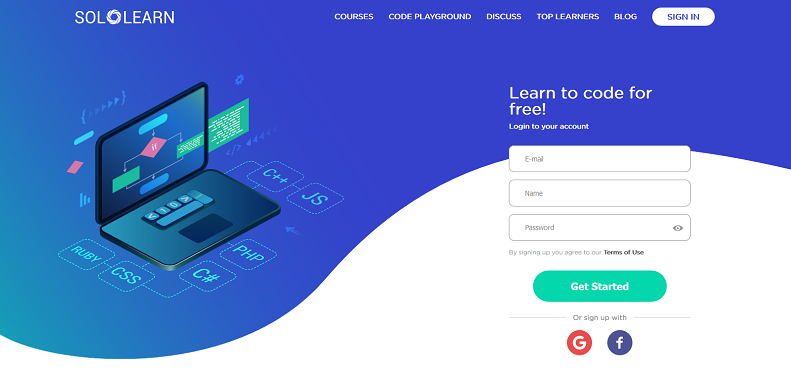 SOLOLEARN
COURSES CODE PLAYGROUND DISCUSS TOP LEARNERS BLOG SIGN IN
Learn to code for
free!
Login to your account
E-mail
Name
Password
By signing up you agree to our Terms of Use
Get Started
Or sign up with
G f
if
C++
JS
RUBY
CSS
C#
PHP